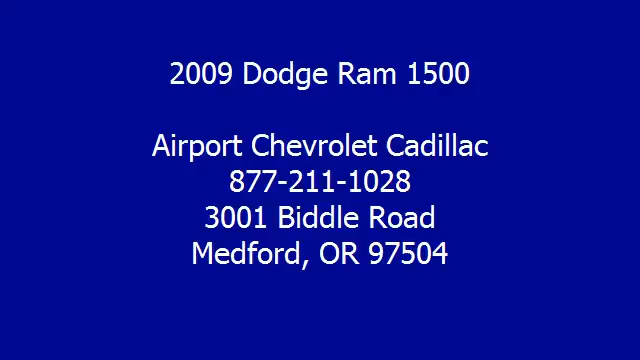 2009 Dodge Ram 1500
Airport Chevrolet Cadillac
877-211-1028
3001 Biddle Road
Medford, OR 97504